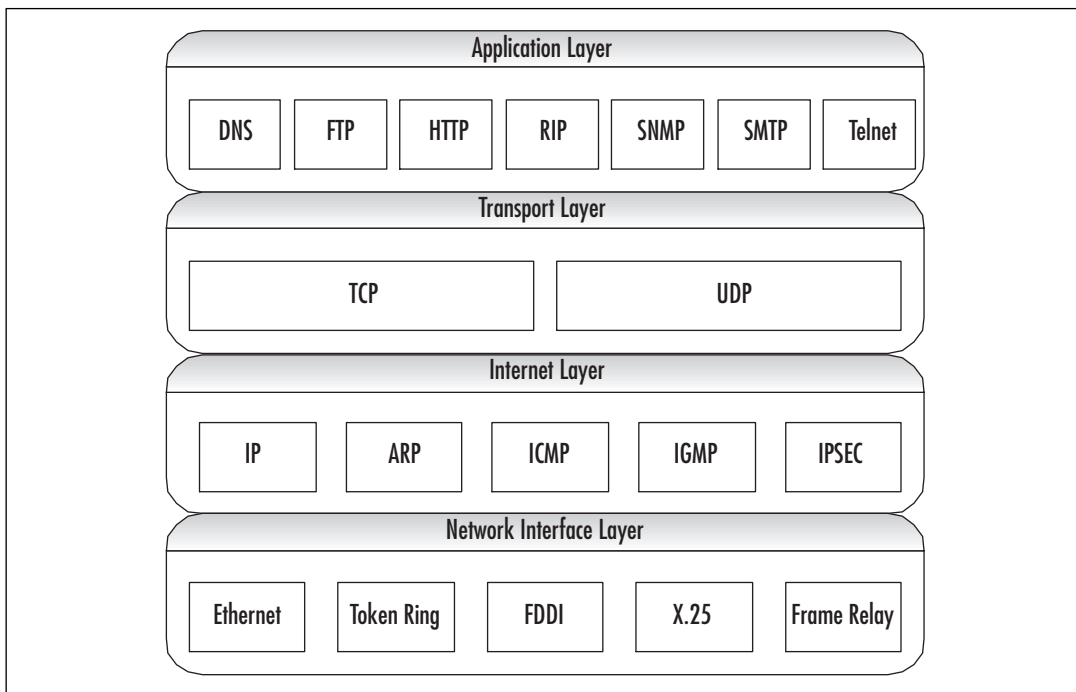 Application Layer
DNS FTP HTTP RIP SNMP SMTP Telnet
Transport Layer
TCP UDP
Internet Layer
IP ARP ICMP IGMP IPSEC
Network Interface Layer
Ethernet Token Ring FDDI X.25 Frame Relay